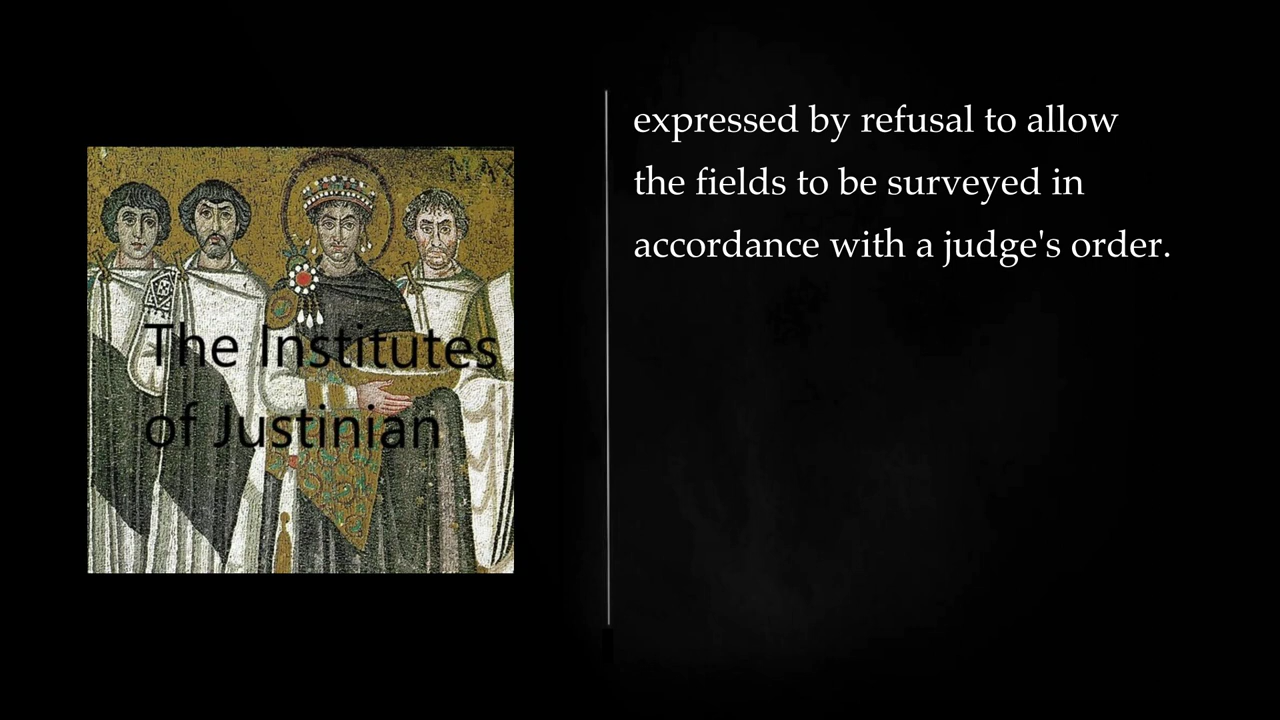 The Institutes
of Justinian
expressed by refusal to allow
the fields to be surveyed in
accordance with a judge's order.